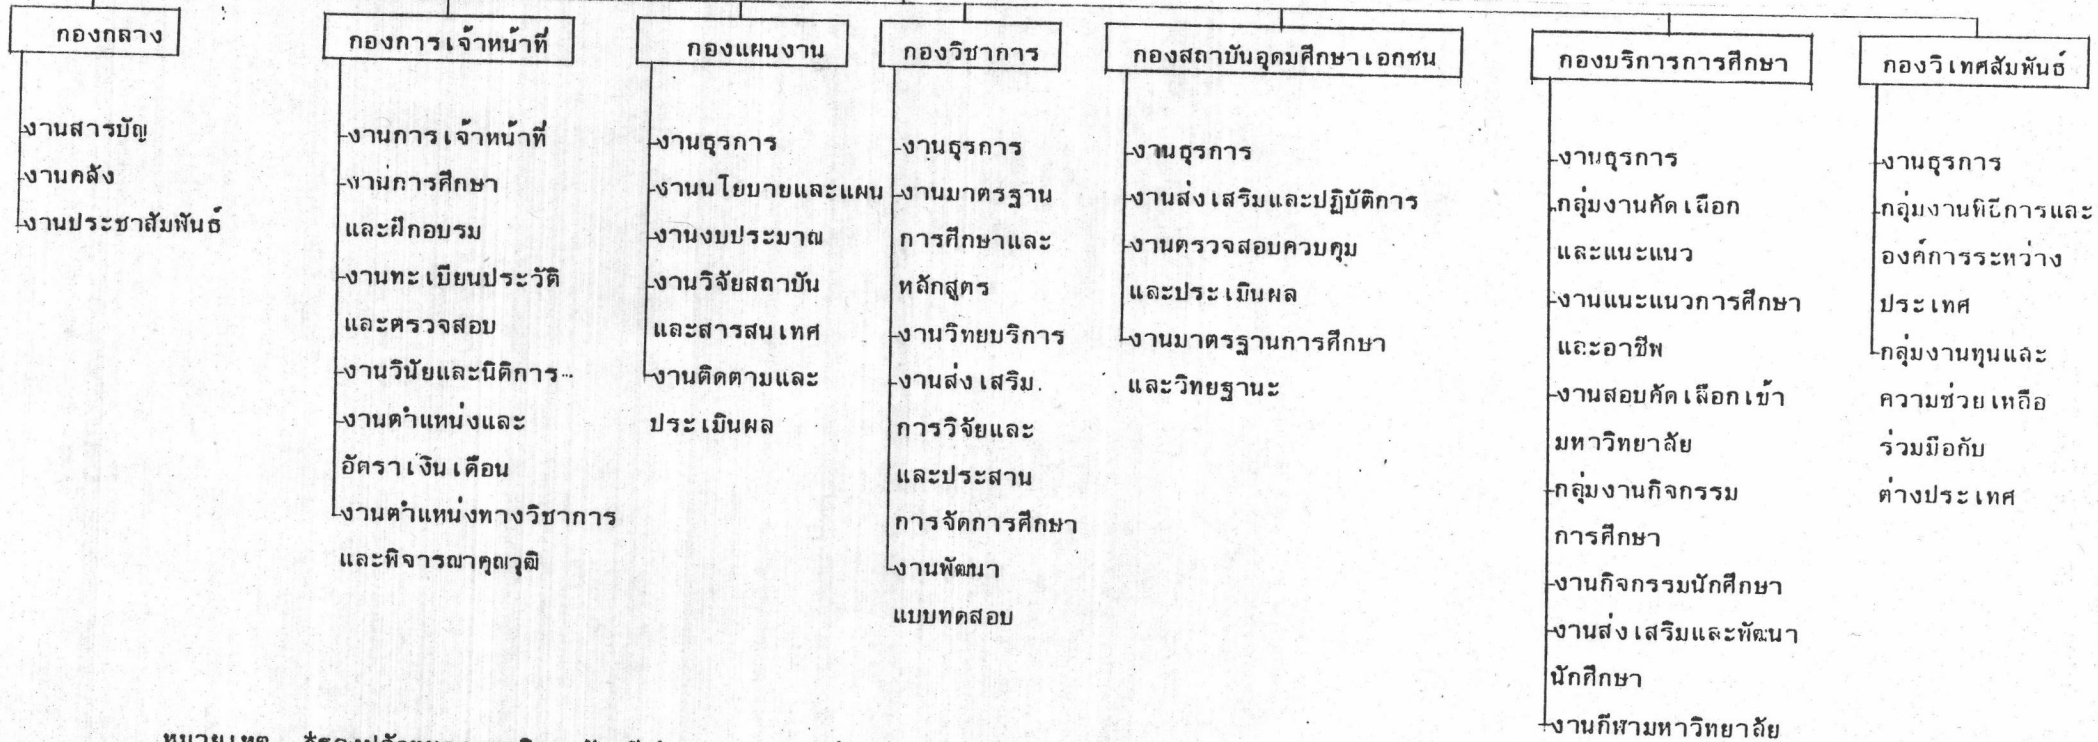 กองกลาง
งานสารบัญ
งานคลัง
งานประชาสัมพันธ์
กองการเจ้าหน้าที่
งานการเจ้าหน้าที่
งานการศึกษา
และฝึกอบรม
งานทะเบียนประวัติ
และตรวจสอบ
งานวินัยและนิติการ
งานตำแหน่งและ
อัตราเงินเดือน
งานตำแหน่งทางวิชาการ
และพิจารณาคุณวุฒิ
กองแผนงาน
งานธุรการ
งานนโยบายและแผน
งานงบประมาณ
งานวิจัยสถาบัน
และสารสนเทศ
งานติดตามและ
ประเมินผล
กองวิชาการ
งานธุรการ
งานมาตรฐาน
การศึกษาและ
หลักสูตร
งานวิทยบริการ
งานส่งเสริม
การวิจัยและ
และประสาน
การจัดการศึกษา
งานพัฒนา
แบบทดสอบ
กองสถาบันอุดมศึกษาเอกชน
งานธุรการ
งานส่งเสริมและปฏิบัติการ
งานตรวจสอบควบคุม
และประเมินผล
งานมาตรฐานการศึกษา
และวิทยฐานะ
กองบริการการศึกษา
งานธุรการ
กลุ่มงานคัดเลือก
และแนะแนว
งานแนะแนวการศึกษา
และอาชีพ
งานสอบคัดเลือกเข้า
มหาวิทยาลัย
กลุ่มงานกิจกรรม
การศึกษา
งานกิจกรรมนักศึกษา
งานส่งเสริมและพัฒนา
นักศึกษา
งานกีฬามหาวิทยาลัย
กองวิเทศสัมพันธ์
งานธุรการ
กลุ่มงานพิธีการและ
องค์การระหว่าง
ประเทศ
กลุ่มงานทุนและ
ความช่วยเหลือ
ร่วมมือกับ
ต่างประเทศ
หมายเหตุ